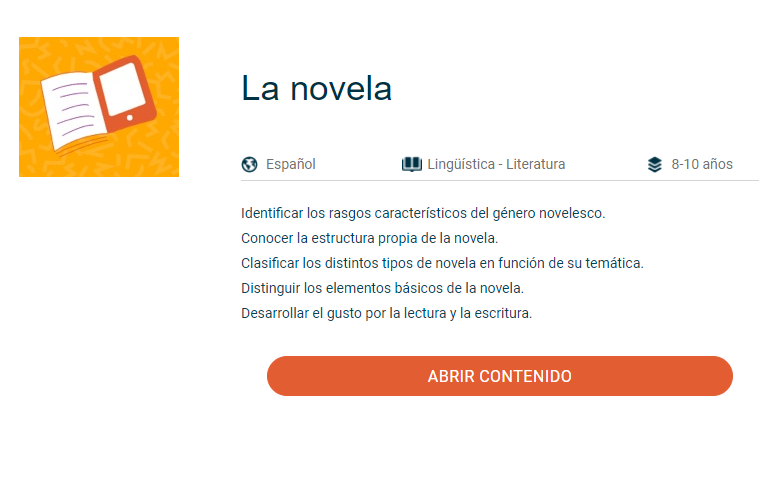 La novela
Español
Lingüística - Literatura
8-10 años
Identificar los rasgos característicos del género novelesco.
Conocer la estructura propia de la novela.
Clasificar los distintos tipos de novela en función de su temática.
Distinguir los elementos básicos de la novela.
Desarrollar el gusto por la lectura y la escritura.
ABRIR CONTENIDO